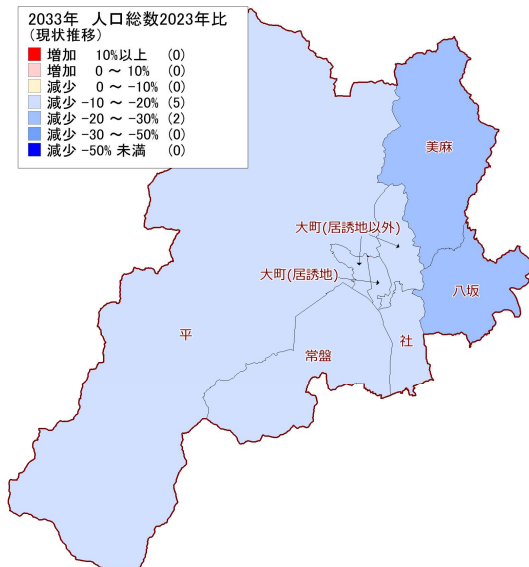 2033年 人口総数2023年比
(現状推移)
増加 10%以上 (0)
増加 0 ～ 10% (0)
減少 0 ～ -10% (0)
減少 -10 ～ -20% (5)
減少 -20 ～ -30% (2)
減少 -30 ～ -50% (0)
減少 -50% 未満 (0)
美麻
大町(居誘地以外)
大町(居誘地)
八坂
平
常盤
社